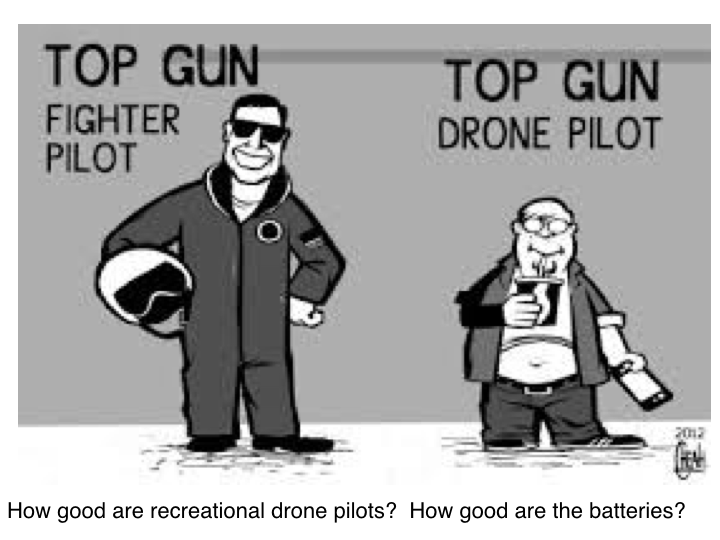 TOP GUN
FIGHTER
PILOT
TOP GUN
DRONE PILOT
2012
How good are recreational drone pilots?  How good are the batteries?